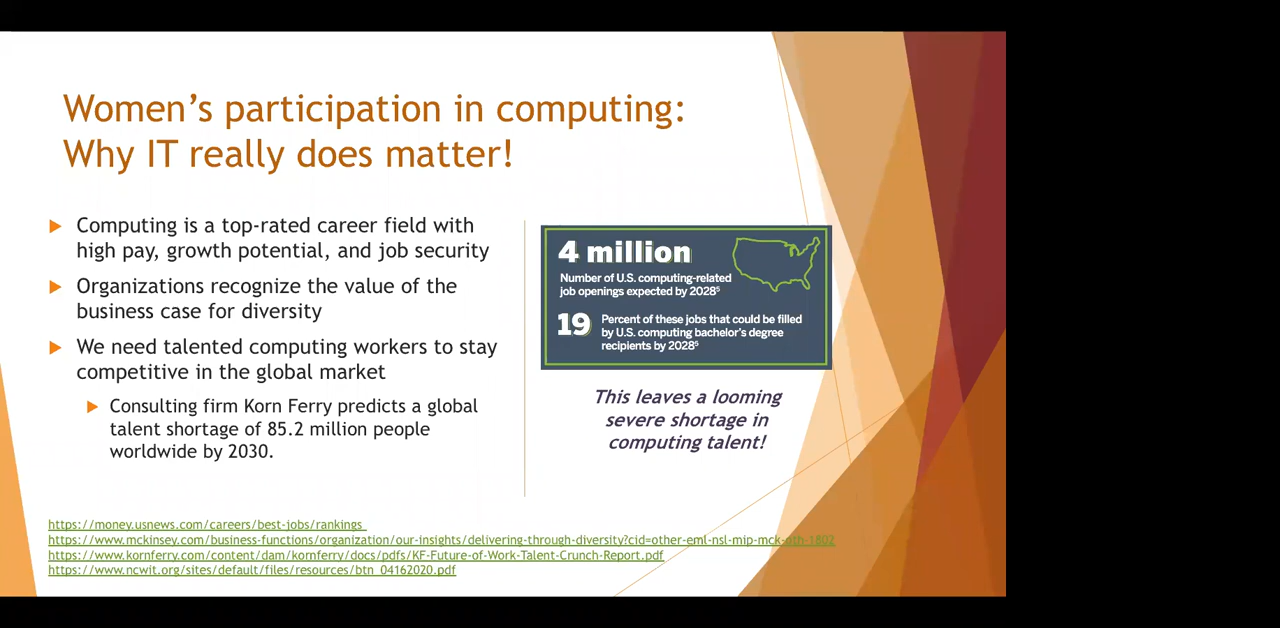 Women's participation in computing:
Why IT really does matter!
Computing is a top-rated career field with
high pay, growth potential, and job security
Organizations recognize the value of the
business case for diversity
We need talented computing workers to stay
competitive in the global market
Consulting firm Korn Ferry predicts a global
talent shortage of 85.2 million people
worldwide by 2030.
4 million
Number of U.S. computing-related
job openings expected by 2028⁵
19
Percent of these jobs that could be filled
by U.S. computing bachelor's degree
recipients by 2028⁵
This leaves a looming
severe shortage in
computing talent!
https://money.usnews.com/careers/best-jobs/rankings
https://www.mckinsey.com/business-functions/organization/our-insights/delivering-through-diversity?cid=other-eml-nsl-mip-mck-oth-1802
https://www.kornferry.com/content/dam/kornferry/docs/pdfs/KF-Future-of-Work-Talent-Crunch-Report.pdf
https://www.ncwit.org/sites/default/files/resources/btn_04162020.pdf